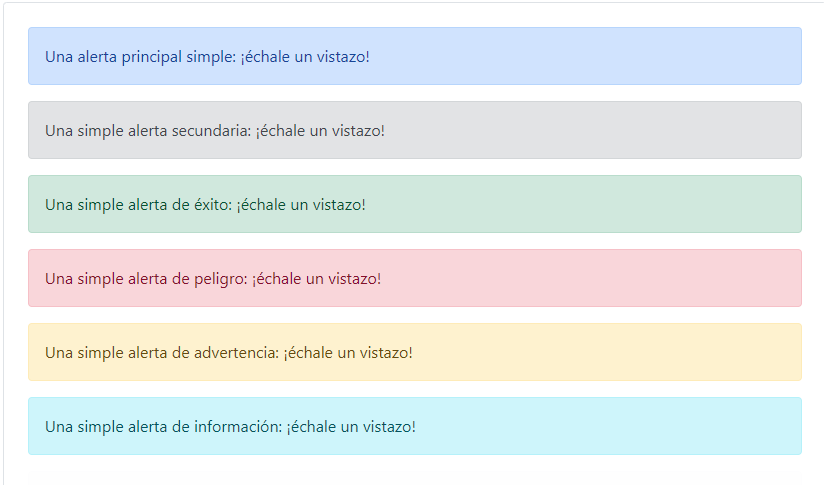 Una alerta principal simple: ¡échale un vistazo!
Una simple alerta secundaria: ¡échale un vistazo!
Una simple alerta de éxito: ¡échale un vistazo!
Una simple alerta de peligro: ¡échale un vistazo!
Una simple alerta de advertencia: ¡échale un vistazo!
Una simple alerta de información: ¡échale un vistazo!